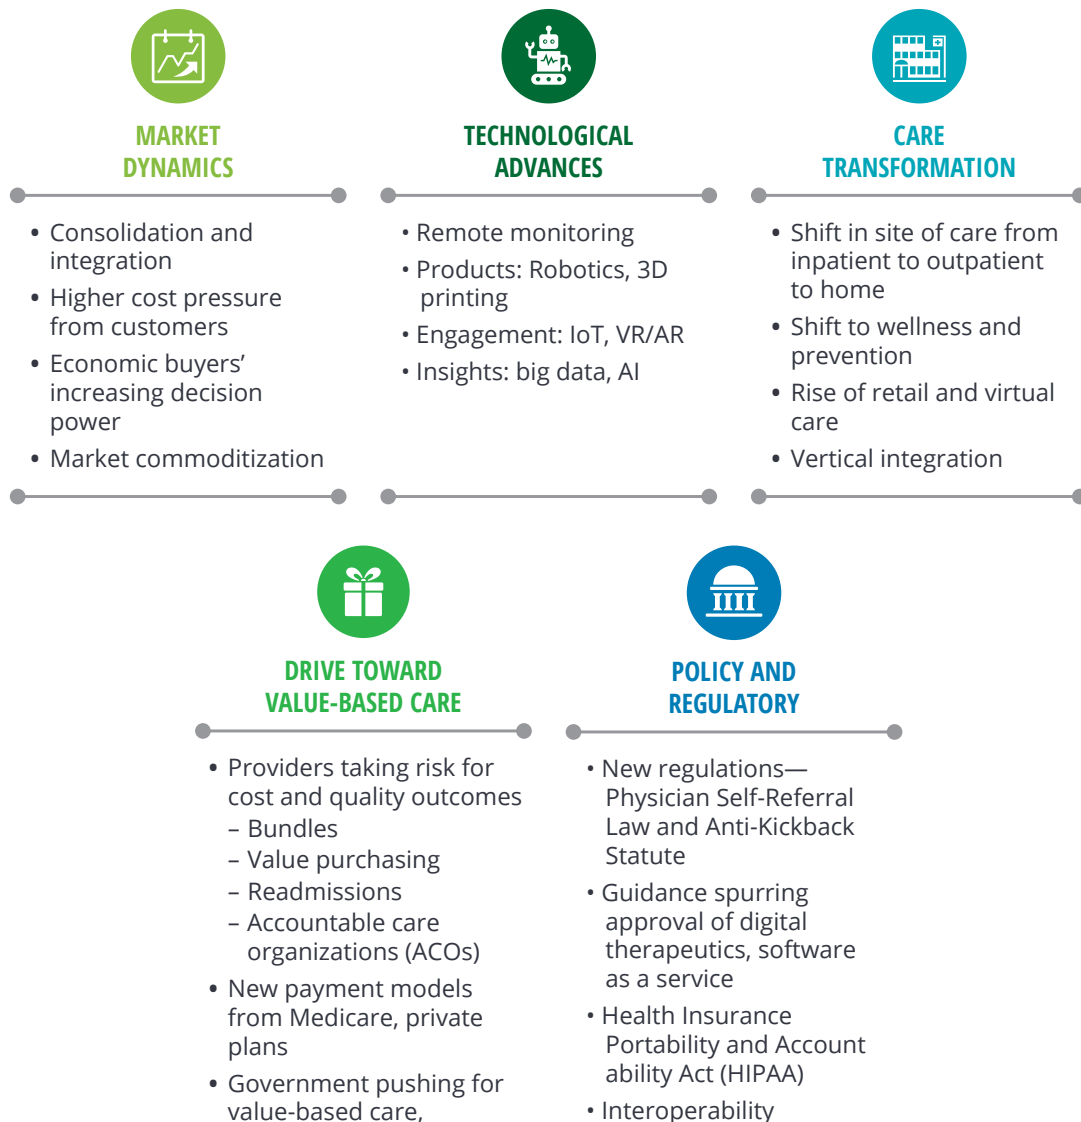 MARKET
DYNAMICS
• Consolidation and
integration
• Higher cost pressure
from customers
• Economic buyers’
increasing decision
power
• Market commoditization
TECHNOLOGICAL
ADVANCES
• Remote monitoring
• Products: Robotics, 3D
printing
• Engagement: IoT, VR/AR
• Insights: big data, AI
CARE
TRANSFORMATION
• Shift in site of care from
inpatient to outpatient
to home
• Shift to wellness and
prevention
• Rise of retail and virtual
care
• Vertical integration
DRIVE TOWARD
VALUE-BASED CARE
• Providers taking risk for
cost and quality outcomes
– Bundles
– Value purchasing
– Readmissions
– Accountable care
organizations (ACOs)
• New payment models
from Medicare, private
plans
• Government pushing for
value-based care,
POLICY AND
REGULATORY
• New regulations—
Physician Self-Referral
Law and Anti-Kickback
Statute
• Guidance spurring
approval of digital
therapeutics, software
as a service
• Health Insurance
Portability and Account
ability Act (HIPAA)
• Interoperability